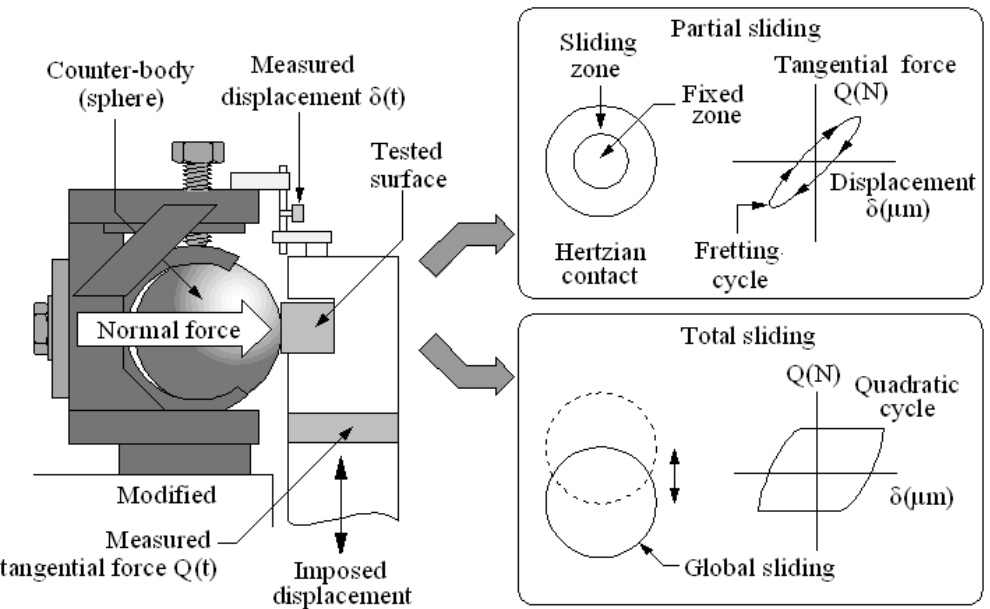 Counter-body
(sphere)
Measured
displacement δ(t)
Tested
surface
Normal force
Modified
Measured
tangential force Q(t)
Imposed
displacement
Partial sliding
Sliding
zone
Fixed
zone
Hertzian
contact
Tangential force
Q(N)
Displacement
δ(μm)
Fretting
cycle
Total sliding
Q(N)
Quadratic
cycle
δ(μm)
Global sliding